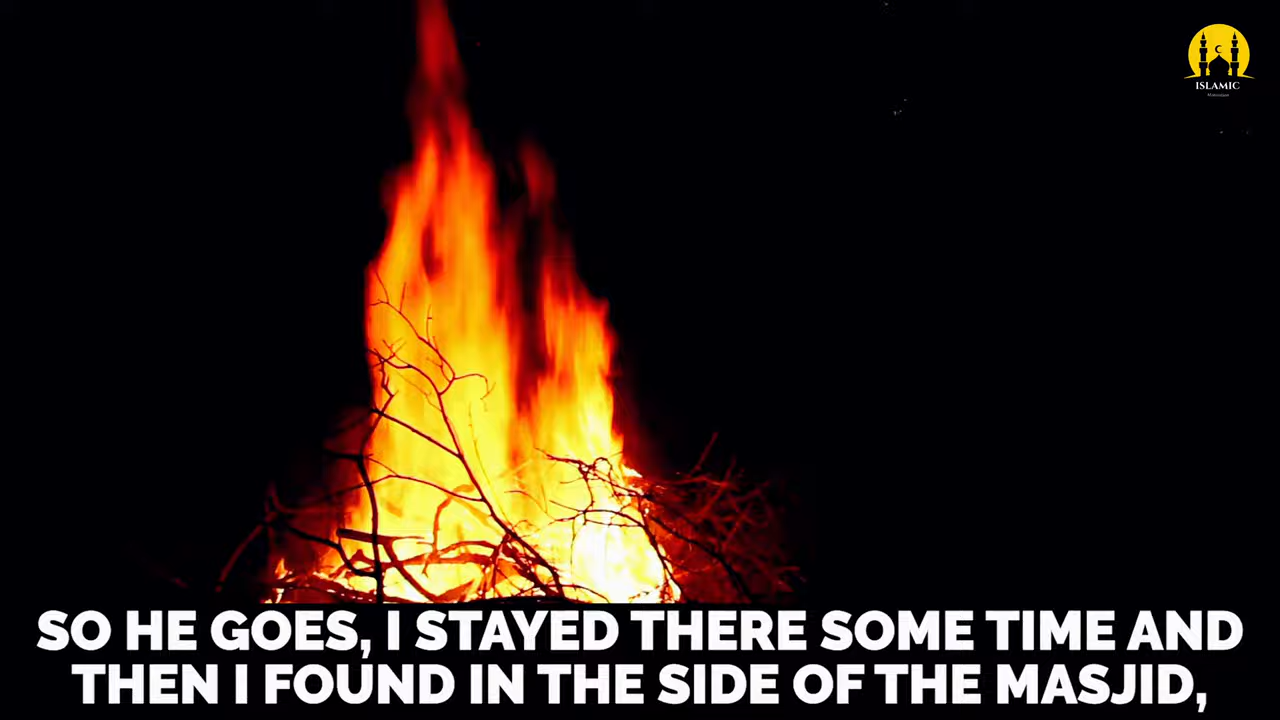 ISLAMIC
SO HE GOES, I STAYED THERE SOME TIME AND
THEN I FOUND IN THE SIDE OF THE MASJID,